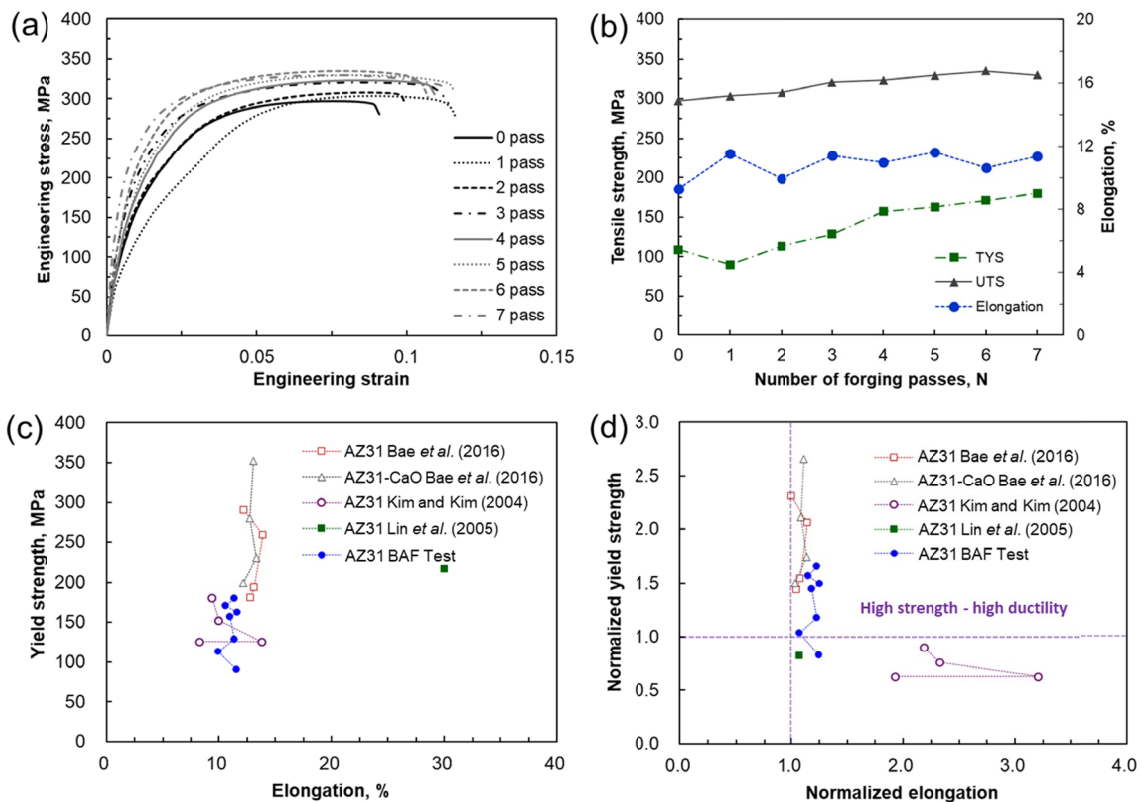 (a)
400
350
300
250
200
150
100
50
0
Engineering stress, MPa
0 pass
1 pass
2 pass
3 pass
4 pass
5 pass
6 pass
7 pass
0
0.05
0.1
0.15
Engineering strain
(b)
400
350
300
250
200
150
100
50
0
Tensile strength, MPa
20
16
12
8
4
0
Elongation, %
TYS
UTS
Elongation
0 1 2 3 4 5 6 7
Number of forging passes, N
(c)
400
350
300
250
200
150
100
50
0
Yield strength, MPa
AZ31 Bae et al. (2016)
AZ31-CaO Bae et al. (2016)
AZ31 Kim and Kim (2004)
AZ31 Lin et al. (2005)
AZ31 BAF Test
0 10 20 30 40
Elongation, %
(d)
3.0
2.5
2.0
1.5
1.0
0.5
0.0
Normalized yield strength
AZ31 Bae et al. (2016)
AZ31-CaO Bae et al. (2016)
AZ31 Kim and Kim (2004)
AZ31 Lin et al. (2005)
AZ31 BAF Test
High strength - high ductility
0.0 1.0 2.0 3.0 4.0
Normalized elongation